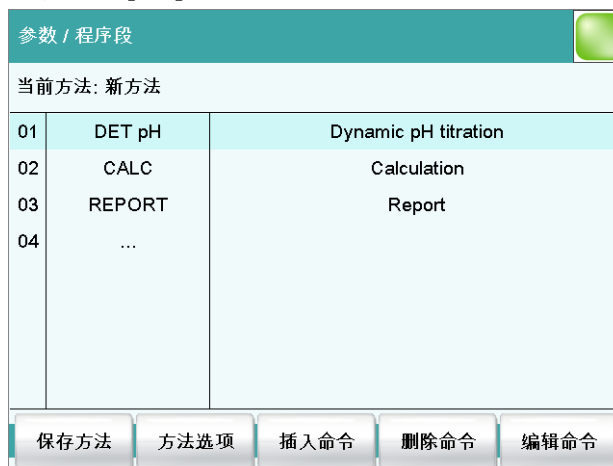 参数 / 程序段
当前方法: 新方法
01 DET pH Dynamic pH titration
02 CALC Calculation
03 REPORT Report
04 ...
保存方法 方法选项 插入命令 删除命令 编辑命令